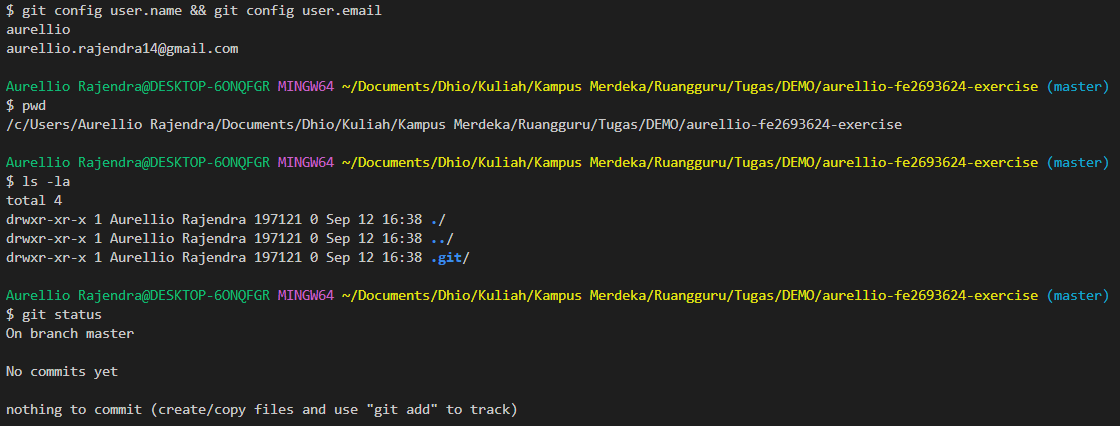 $ git config user.name && git config user.email
aurellio
aurellio.rajendra14@gmail.com
Aurellio Rajendra@DESKTOP-6ONQFGR MINGW64 ~/Documents/Dhio/Kuliah/Kampus Merdeka/Ruangguru/Tugas/DEMO/aurellio-fe2693624-exercise (master)
$ pwd
/c/Users/Aurellio Rajendra/Documents/Dhio/Kuliah/Kampus Merdeka/Ruangguru/Tugas/DEMO/aurellio-fe2693624-exercise
Aurellio Rajendra@DESKTOP-6ONQFGR MINGW64 ~/Documents/Dhio/Kuliah/Kampus Merdeka/Ruangguru/Tugas/DEMO/aurellio-fe2693624-exercise (master)
$ ls -la
total 4
drwxr-xr-x 1 Aurellio Rajendra 197121 0 Sep 12 16:38 ./
drwxr-xr-x 1 Aurellio Rajendra 197121 0 Sep 12 16:38 ../
drwxr-xr-x 1 Aurellio Rajendra 197121 0 Sep 12 16:38 .git/
Aurellio Rajendra@DESKTOP-6ONQFGR MINGW64 ~/Documents/Dhio/Kuliah/Kampus Merdeka/Ruangguru/Tugas/DEMO/aurellio-fe2693624-exercise (master)
$ git status
On branch master
No commits yet
nothing to commit (create/copy files and use "git add" to track)